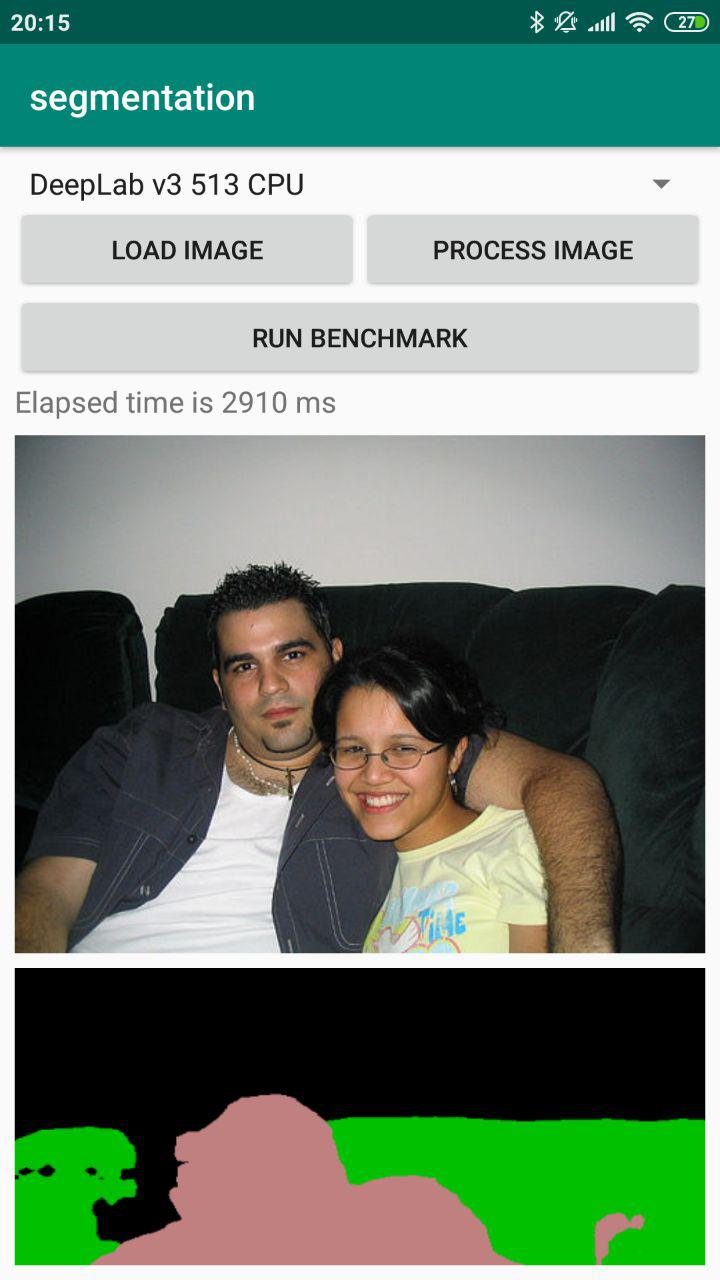 20:15
27
segmentation
DeepLab v3 513 CPU
LOAD IMAGE
PROCESS IMAGE
RUN BENCHMARK
Elapsed time is 2910 ms
TIME